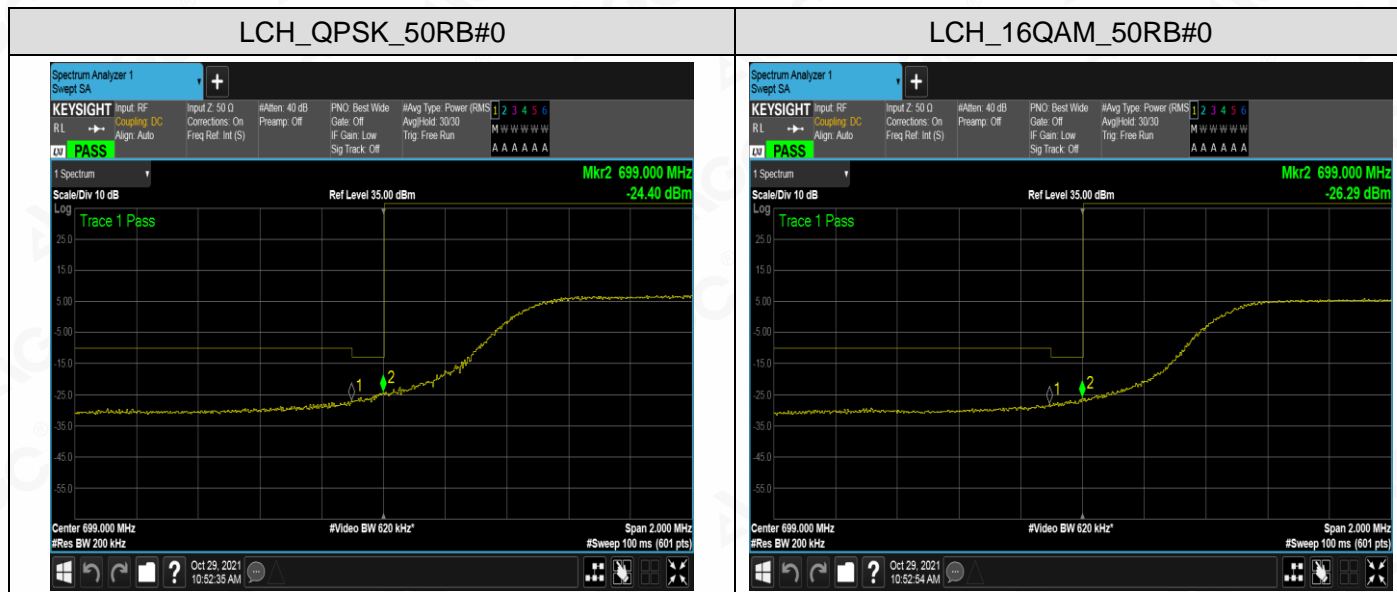 LCH_QPSK_50RB#0
Spectrum Analyzer 1
Swept SA
KEYSIGHT
RL
PASS
Input: RF
Coupling: DC
Align: Auto
Input Z: 50 Ω
Corrections: On
Freq Ref: Int (S)
#Atten: 40 dB
Preamp: Off
PNO: Best Wide
Gate: Off
IF Gain: Low
Sig Track: Off
#Avg Type: Power (RMS
Avg|Hold: 30/30
Trig: Free Run
1 2 3 4 5 6
M W W W W W
A A A A A A
1 Spectrum
Scale/Div 10 dB
Ref Level 35.00 dBm
Mkr2 699.000 MHz
-24.40 dBm
Log
Trace 1 Pass
25.0
15.0
5.00
-5.00
-15.0
-25.0
-35.0
-45.0
-55.0
1
2
Center 699.000 MHz
#Res BW 200 kHz
#Video BW 620 kHz*
Span 2.000 MHz
#Sweep 100 ms (601 pts)
?
Oct 29, 2021
10:52:35 AM
LCH_16QAM_50RB#0
Spectrum Analyzer 1
Swept SA
KEYSIGHT
RL
PASS
Input: RF
Coupling: DC
Align: Auto
Input Z: 50 Ω
Corrections: On
Freq Ref: Int (S)
#Atten: 40 dB
Preamp: Off
PNO: Best Wide
Gate: Off
IF Gain: Low
Sig Track: Off
#Avg Type: Power (RMS
Avg|Hold: 30/30
Trig: Free Run
1 2 3 4 5 6
M W W W W W
A A A A A A
1 Spectrum
Scale/Div 10 dB
Ref Level 35.00 dBm
Mkr2 699.000 MHz
-26.29 dBm
Log
Trace 1 Pass
25.0
15.0
5.00
-5.00
-15.0
-25.0
-35.0
-45.0
-55.0
1
2
Center 699.000 MHz
#Res BW 200 kHz
#Video BW 620 kHz*
Span 2.000 MHz
#Sweep 100 ms (601 pts)
?
Oct 29, 2021
10:52:54 AM